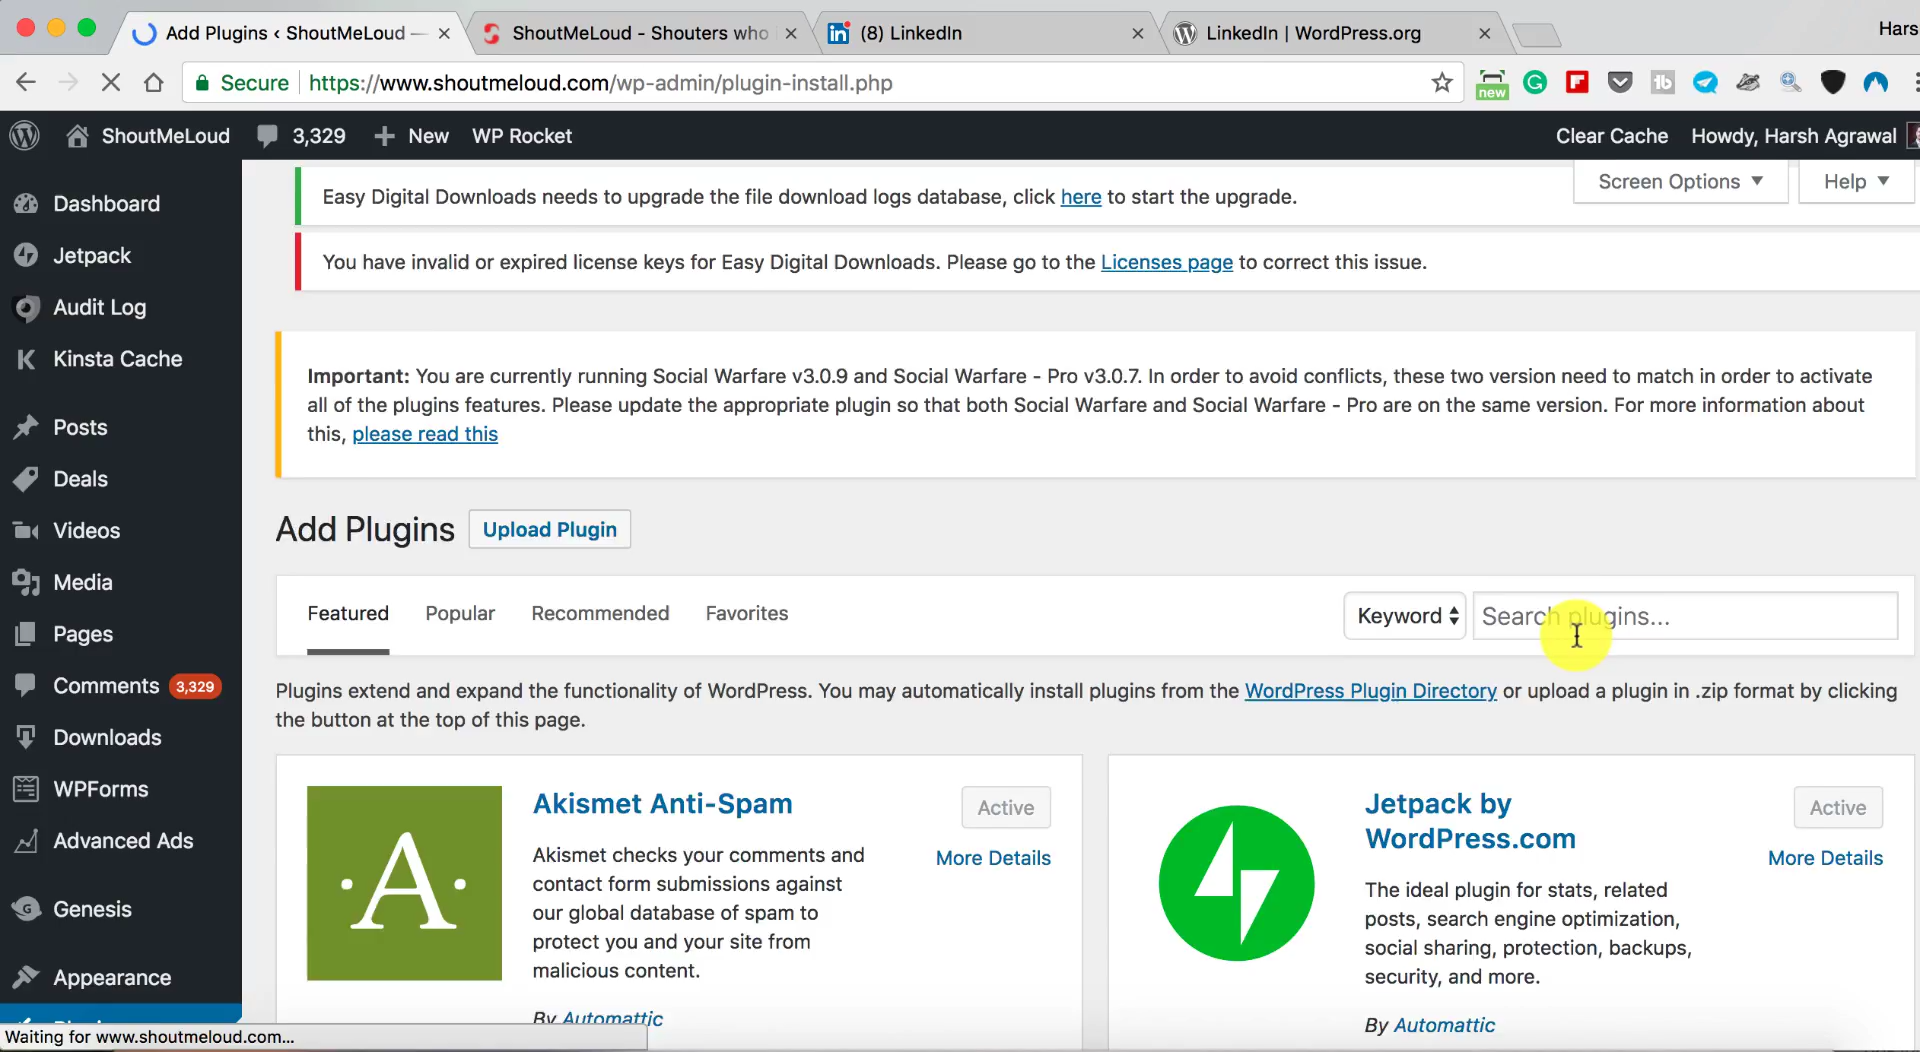 Add Plugins ‹ ShoutMeLoud —
ShoutMeLoud - Shouters who
(8) LinkedIn
LinkedIn | WordPress.org
Hars
Secure
https://www.shoutmeloud.com/wp-admin/plugin-install.php
new
ShoutMeLoud
3,329
New
WP Rocket
Clear Cache
Howdy, Harsh Agrawal
Dashboard
Jetpack
Audit Log
Kinsta Cache
Posts
Deals
Videos
Media
Pages
Comments 3,329
Downloads
WPForms
Advanced Ads
Genesis
Appearance
Waiting for www.shoutmeloud.com...
Screen Options
Help
Easy Digital Downloads needs to upgrade the file download logs database, click here to start the upgrade.
You have invalid or expired license keys for Easy Digital Downloads. Please go to the Licenses page to correct this issue.
Important: You are currently running Social Warfare v3.0.9 and Social Warfare - Pro v3.0.7. In order to avoid conflicts, these two version need to match in order to activate
all of the plugins features. Please update the appropriate plugin so that both Social Warfare and Social Warfare - Pro are on the same version. For more information about
this, please read this
Add Plugins
Upload Plugin
Featured
Popular
Recommended
Favorites
Keyword
Search plugins...
Plugins extend and expand the functionality of WordPress. You may automatically install plugins from the WordPress Plugin Directory or upload a plugin in .zip format by clicking
the button at the top of this page.
A
Akismet Anti-Spam
Active
More Details
Akismet checks your comments and
contact form submissions against
our global database of spam to
protect you and your site from
malicious content.
By Automattic
Jetpack by
WordPress.com
Active
More Details
The ideal plugin for stats, related
posts, search engine optimization,
social sharing, protection, backups,
security, and more.
By Automattic